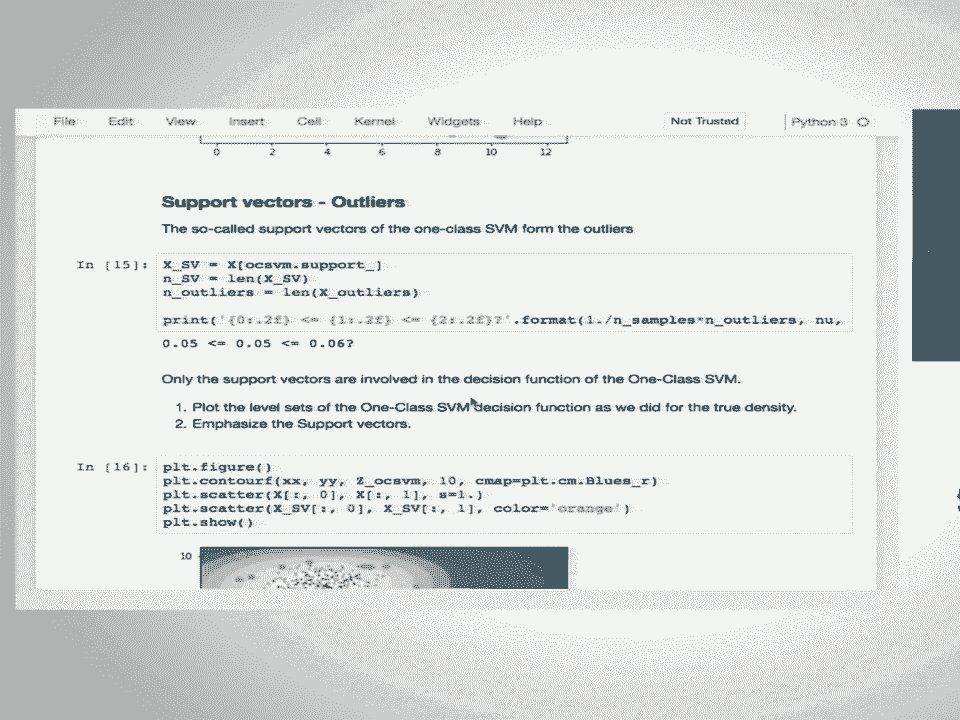 File Edit View Insert Cell Kernel Widgets Help Not Trusted Python 3
0 2 4 6 8 10 12
Support vectors - Outliers
The so-called support vectors of the one-class SVM form the outliers
In [15]: X_SV = X[ocsvm.support_]
n_SV = len(X_SV)
n_outliers = len(X_outliers)
print('{0:.2f} <= {1:.2f} <= {2:.2f}?'.format(1./n_samples*n_outliers, nu,
0.05 <= 0.05 <= 0.06?
Only the support vectors are involved in the decision function of the One-Class SVM.
1. Plot the level sets of the One-Class SVM decision function as we did for the true density.
2. Emphasize the Support vectors.
In [16]: plt.figure()
plt.contourf(xx, yy, Z_ocsvm, 10, cmap=plt.cm.Blues_r)
plt.scatter(X[:, 0], X[:, 1], s=1.)
plt.scatter(X_SV[:, 0], X_SV[:, 1], color='orange')
plt.show()
10